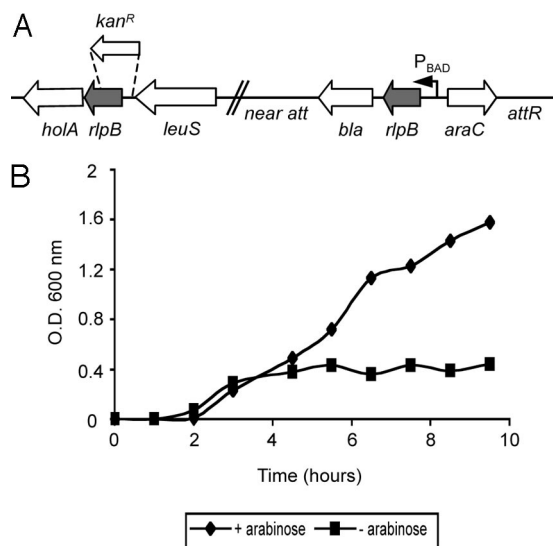 A
kanᴿ
P_BAD
holA rlpB leuS near att bla rlpB araC attR
B
2
1.6
1.2
0.8
0.4
0
O.D. 600 nm
0 2 4 6 8 10
Time (hours)
+ arabinose - arabinose